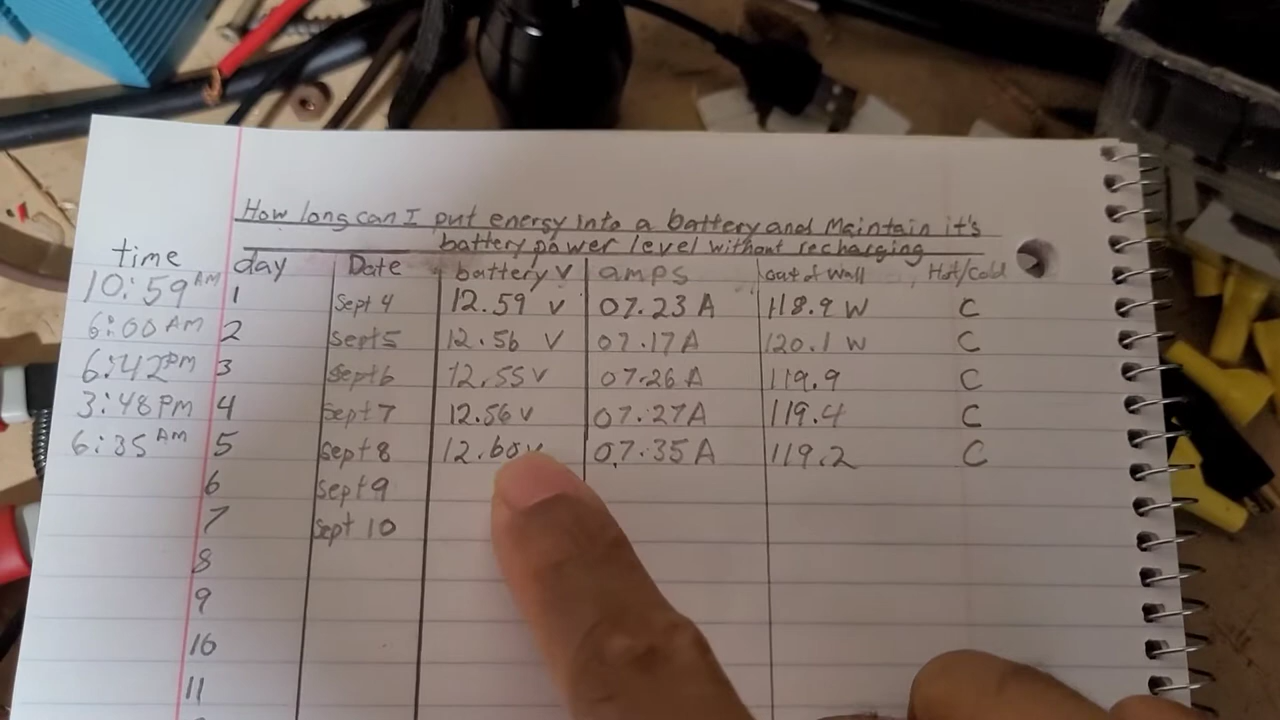 How long can I put energy into a battery and Maintain it's
battery power level without recharging
time day Date battery V amps out of wall Hot/Cold
10:59 AM 1 Sept 4 12.59 V 07.23 A 118.9 W C
6:00 AM 2 Sept 5 12.56 V 07.17 A 120.1 W C
6:42 PM 3 Sept 6 12.55 V 07.26 A 119.9 C
3:48 PM 4 Sept 7 12.56 V 07.27 A 119.4 C
6:35 AM 5 Sept 8 12.60 V 07.35 A 119.2 C
6 Sept 9
7 Sept 10
8
9
10
11